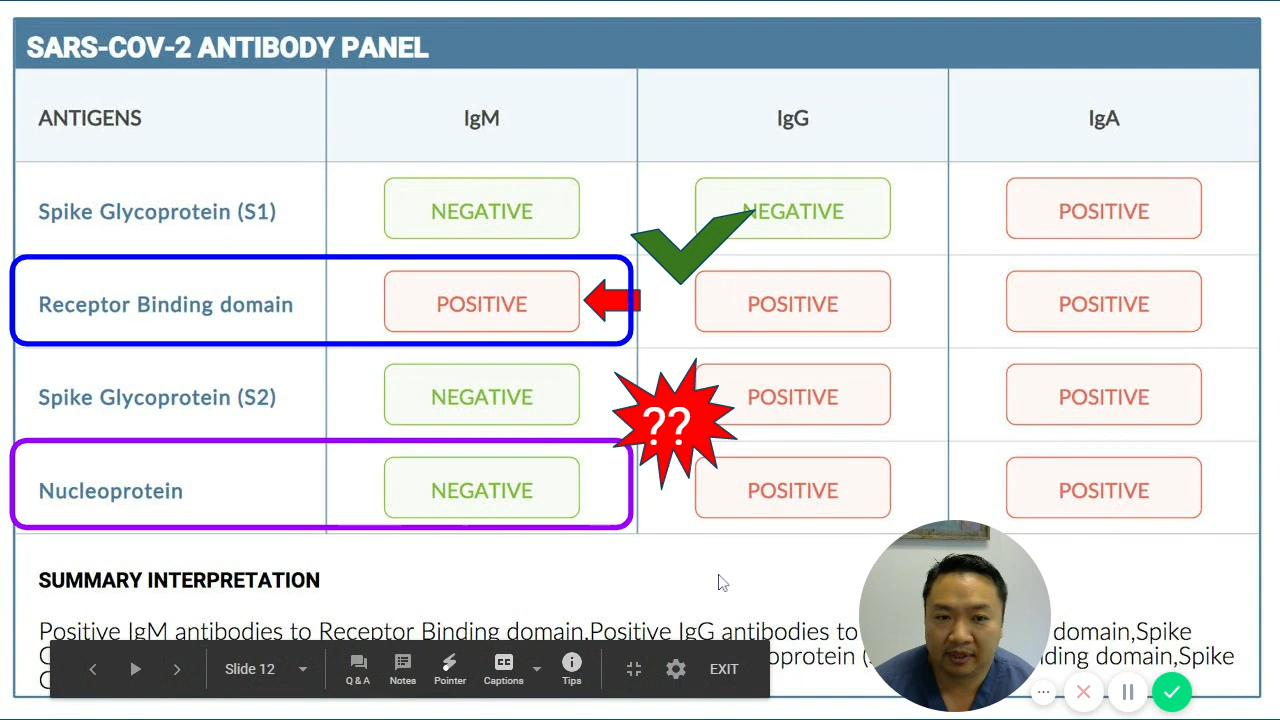 SARS-COV-2 ANTIBODY PANEL
ANTIGENS IgM IgG IgA
Spike Glycoprotein (S1) NEGATIVE NEGATIVE POSITIVE
Receptor Binding domain POSITIVE POSITIVE POSITIVE
Spike Glycoprotein (S2) NEGATIVE POSITIVE POSITIVE
??
Nucleoprotein NEGATIVE POSITIVE POSITIVE
SUMMARY INTERPRETATION
Positive IgM antibodies to Receptor Binding domain,Positive IgG antibodies to domain,Spike
domain,Spike
Slide 12 Q & A Notes Pointer Captions CC Tips EXIT